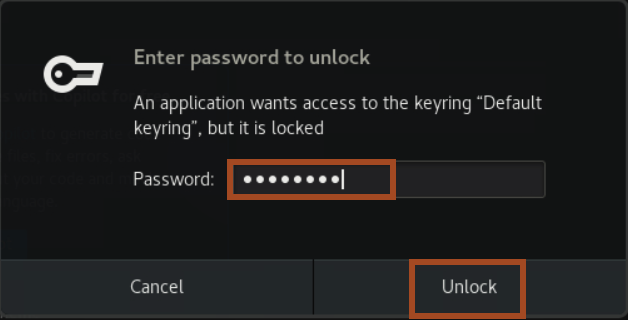 Enter password to unlock
An application wants access to the keyring “Default
keyring”, but it is locked
Password: ••••••••
Cancel
Unlock